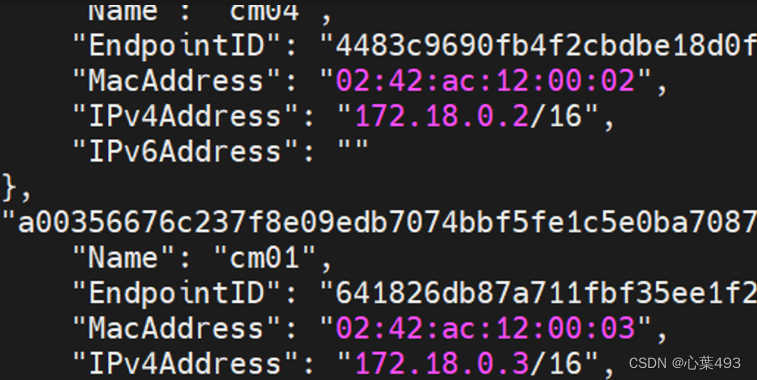 "Name": "cm04",
"EndpointID": "4483c9690fb4f2cbdbe18d0f
"MacAddress": "02:42:ac:12:00:02",
"IPv4Address": "172.18.0.2/16",
"IPv6Address": ""
},
"a00356676c237f8e09edb7074bbf5fe1c5e0ba7087
"Name": "cm01",
"EndpointID": "641826db87a711fbf35ee1f2
"MacAddress": "02:42:ac:12:00:03",
"IPv4Address": "172.18.0.3/16",
CSDN @心葉493